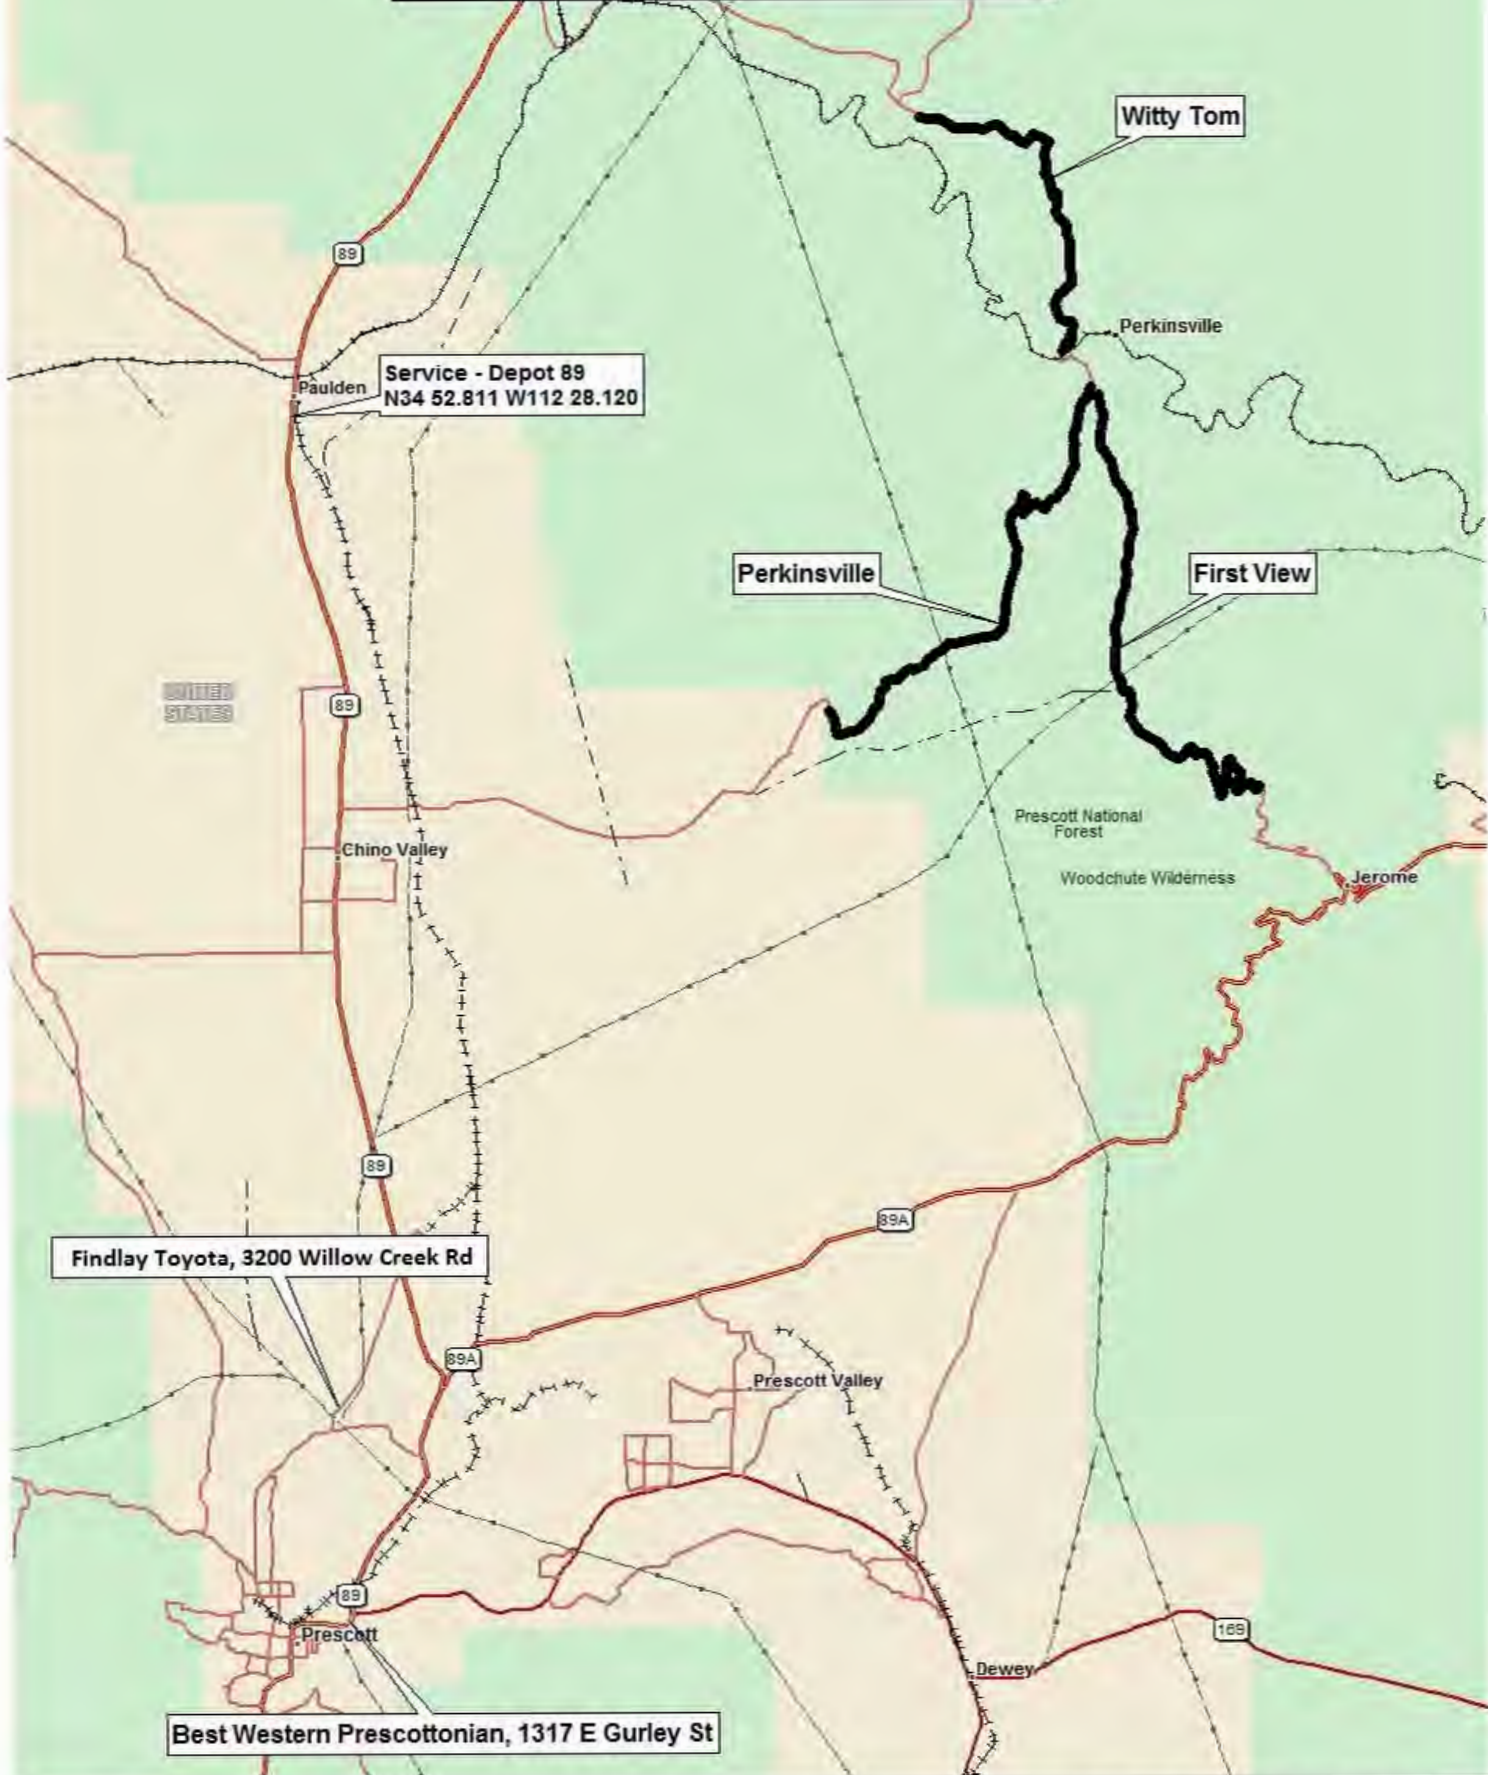 Witty Tom
89
Perkinsville
Service - Depot 89
N34 52.811 W112 28.120
Paulden
Perkinsville
First View
UNITED
STATES
89
Prescott National
Forest
Chino Valley
Woodchute Wilderness
Jerome
89
89A
Findlay Toyota, 3200 Willow Creek Rd
89A
Prescott Valley
89
Prescott
169
Dewey
Best Western Prescottonian, 1317 E Gurley St